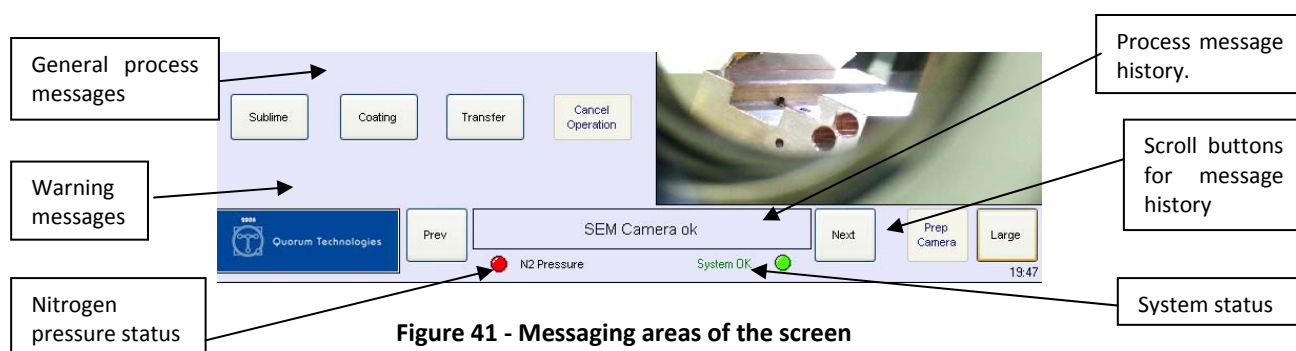 General process
messages
Process message
history.
Sublime
Coating
Transfer
Cancel
Operation
Scroll buttons
for message
history
Warning
messages
Quorum Technologies
Prev
SEM Camera ok
Next
Prep
Camera
Large
N2 Pressure
System OK
19:47
Nitrogen
pressure status
System status
Figure 41 - Messaging areas of the screen